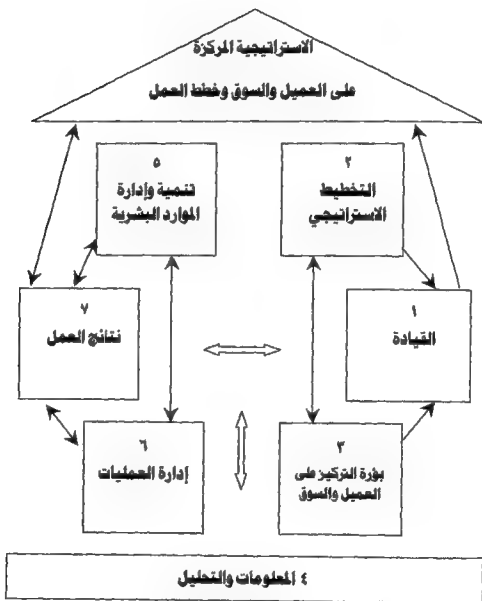 الاستراتيجية المركزة
على العميل والسوق وخطط العمل
٢
التخطيط
الاستراتيجي
٥
تنمية وإدارة
الموارد البشرية
١
القيادة
٧
نتائج العمل
٣
بؤرة التركيز على
العميل والسوق
٦
إدارة العمليات
٤ المعلومات والتحليل